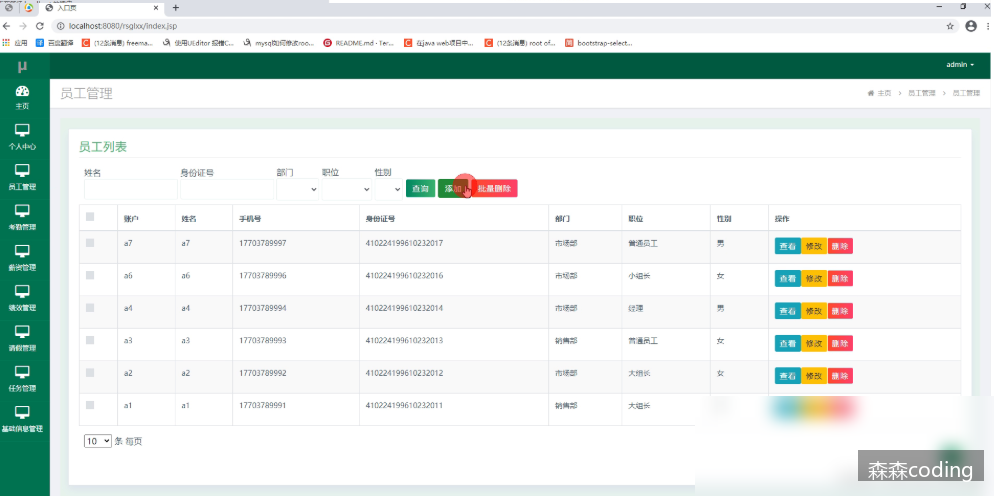 入口页
localhost:8080/rsglxx/index.jsp
应用 百度翻译 (12条消息) freema... 使用UEditor 报错C... mysql如何修改roo... README.md · Ter... 在java web项目中... (12条消息) root of... bootstrap-select...
μ
admin
主页
个人中心
员工管理
考勤管理
薪资管理
绩效管理
请假管理
任务管理
基础信息管理
员工管理
主页 › 员工管理 › 员工管理
员工列表
姓名 身份证号 部门 职位 性别
查询 添加 批量删除
账户 姓名 手机号 身份证号 部门 职位 性别 操作
a7 a7 17703789997 410224199610232017 市场部 普通员工 男 查看 修改 删除
a6 a6 17703789996 410224199610232016 市场部 小组长 女 查看 修改 删除
a4 a4 17703789994 410224199610232014 市场部 经理 男 查看 修改 删除
a3 a3 17703789993 410224199610232013 销售部 普通员工 女 查看 修改 删除
a2 a2 17703789992 410224199610232012 市场部 大组长 女 查看 修改 删除
a1 a1 17703789991 410224199610232011 销售部 大组长
10 条 每页
森森coding